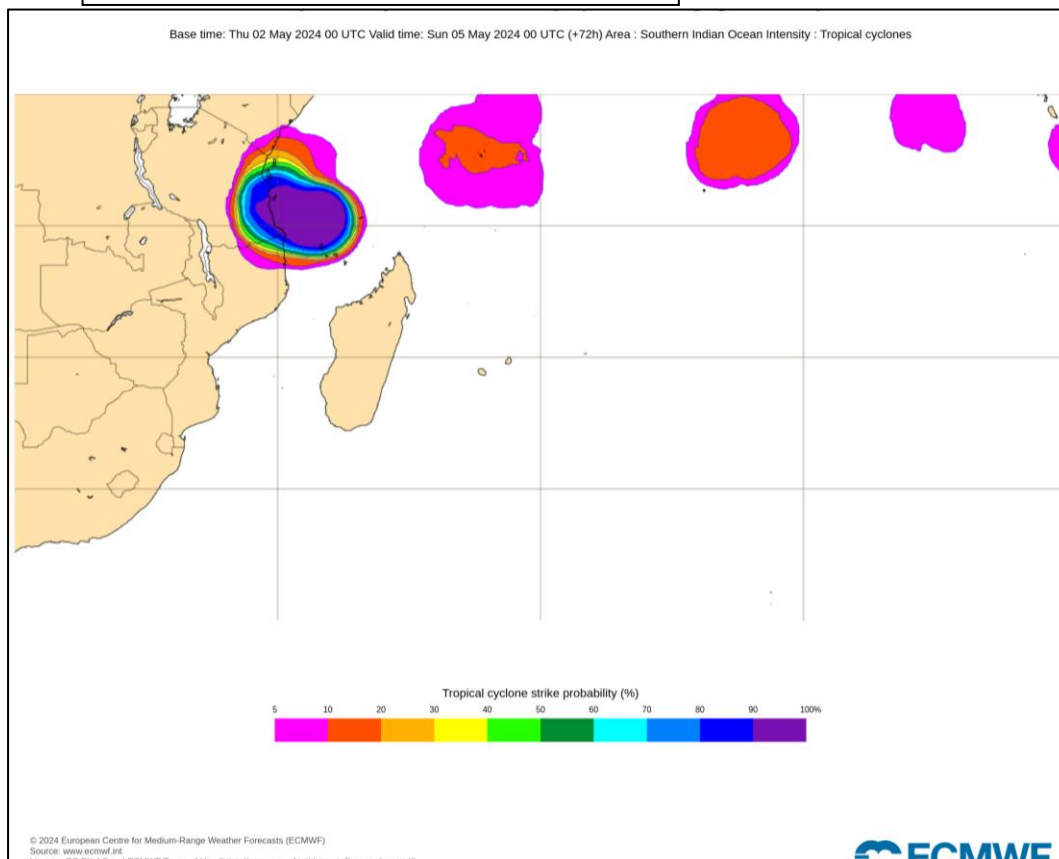 Base time: Thu 02 May 2024 00 UTC Valid time: Sun 05 May 2024 00 UTC (+72h) Area : Southern Indian Ocean Intensity : Tropical cyclones
Tropical cyclone strike probability (%)
5 10 20 30 40 50 60 70 80 90 100%
© 2024 European Centre for Medium-Range Weather Forecasts (ECMWF)
Source: www.ecmwf.int
ECMWF